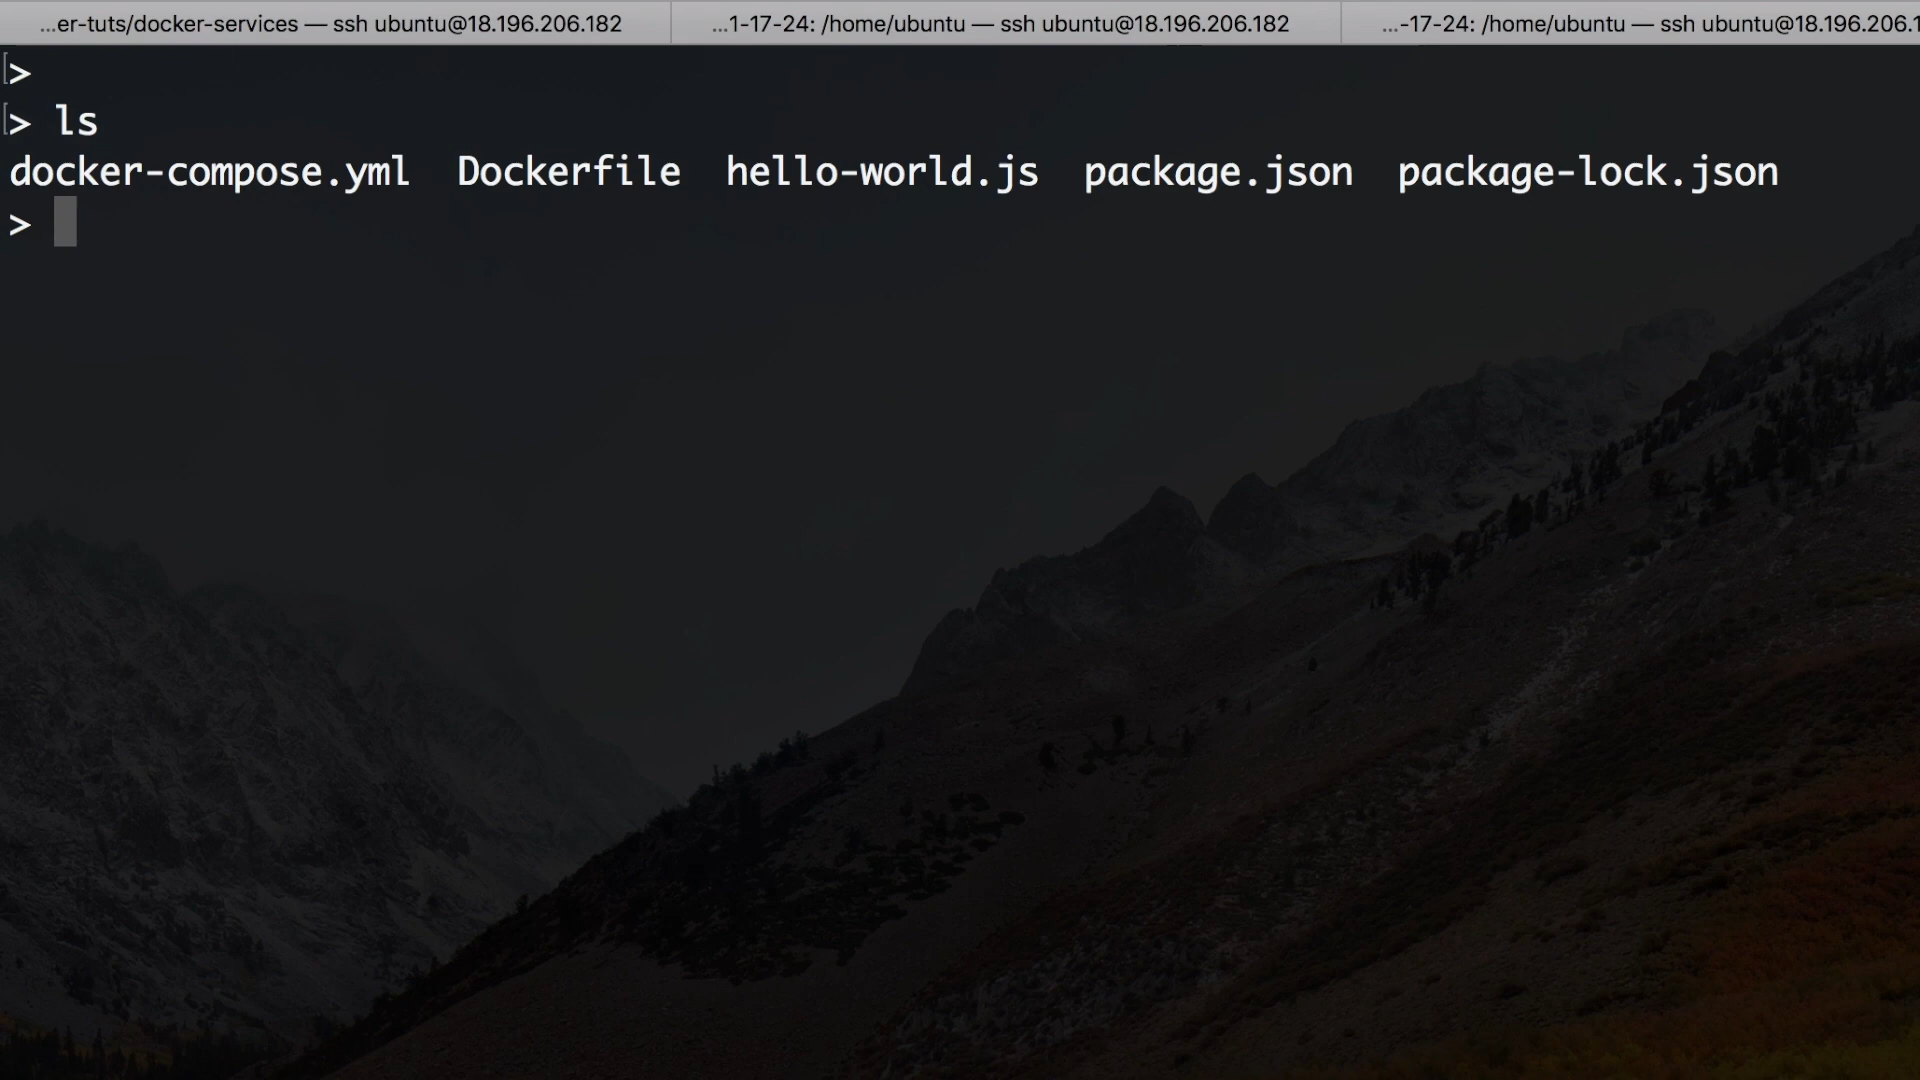 ...er-tuts/docker-services — ssh ubuntu@18.196.206.182
...1-17-24: /home/ubuntu — ssh ubuntu@18.196.206.182
...-17-24: /home/ubuntu — ssh ubuntu@18.196.206.1
>
> ls
docker-compose.yml Dockerfile hello-world.js package.json package-lock.json
>